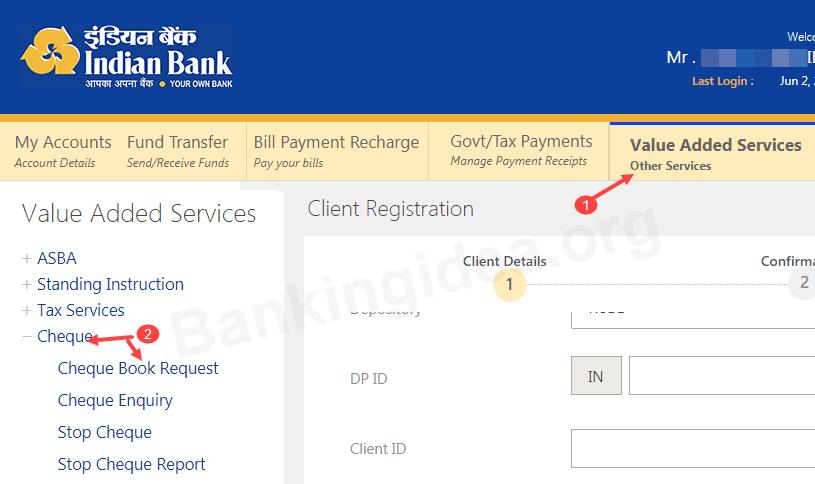 इंडियन बैंक
Indian Bank
आपका अपना बैंक • YOUR OWN BANK
Mr .
Last Login : Jun 2,
My Accounts
Account Details
Fund Transfer
Send/Receive Funds
Bill Payment Recharge
Pay your bills
Govt/Tax Payments
Manage Payment Receipts
Value Added Services
Other Services
1
Value Added Services
+ ASBA
+ Standing Instruction
+ Tax Services
− Cheque
2
Cheque Book Request
Cheque Enquiry
Stop Cheque
Stop Cheque Report
Client Registration
Client Details
1
2
Depository
DP ID
IN
Client ID
Bankingidea.org